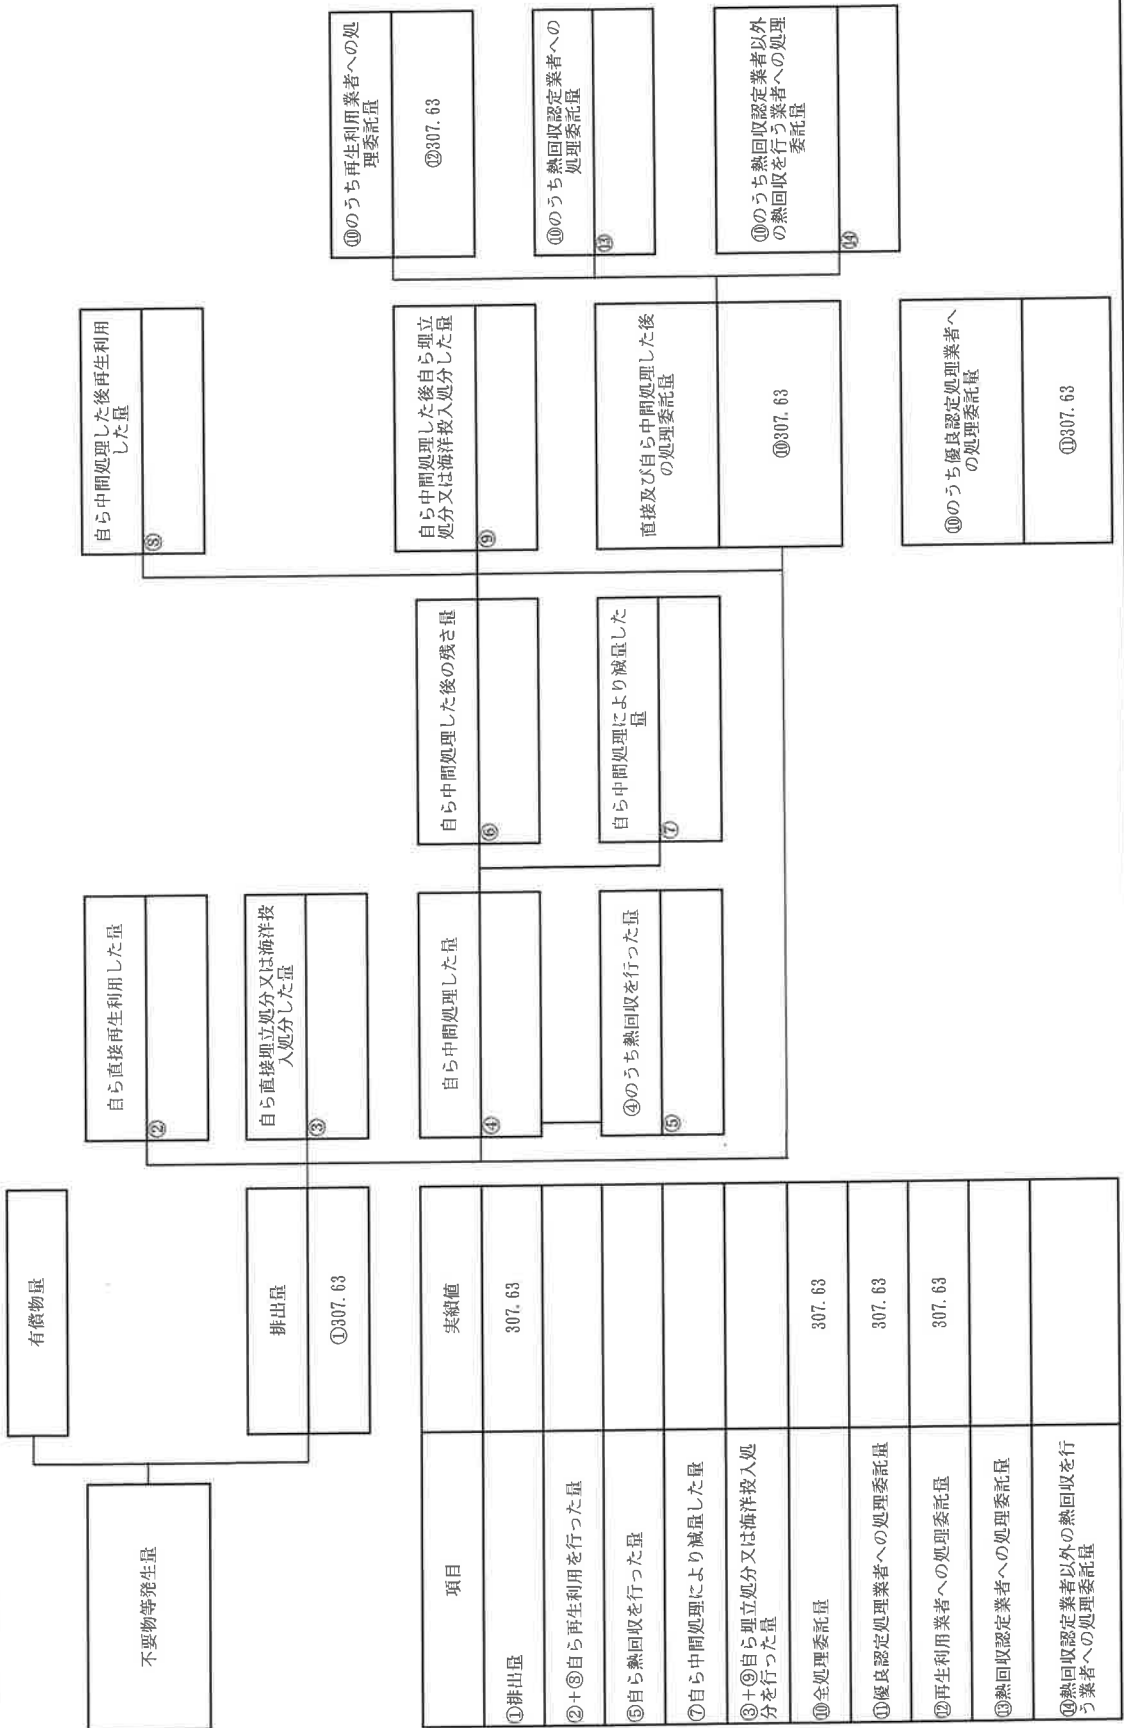 不要物等発生量
有償物量
排出量
①307.63
自ら直接再生利用した量
②
自ら直接埋立処分又は海洋投
入処分した量
③
自ら中間処理した量
④
④のうち熱回収を行った量
⑤
自ら中間処理した後の残さ量
⑥
自ら中間処理により減量した
量
⑦
自ら中間処理した後再生利用
した量
⑧
自ら中間処理した後自ら埋立
処分又は海洋投入処分した量
⑨
直接及び自ら中間処理した後
の処理委託量
⑩307.63
⑩のうち優良認定処理業者へ
の処理委託量
⑪307.63
⑩のうち再生利用業者への処
理委託量
⑫307.63
⑩のうち熱回収認定業者への
処理委託量
⑬
⑩のうち熱回収認定業者以外
の熱回収を行う業者への処理
委託量
⑭
項目 実績値
①排出量 307.63
②+⑧自ら再生利用を行った量
⑤自ら熱回収を行った量
⑦自ら中間処理により減量した量
③+⑨自ら埋立処分又は海洋投入処
分を行った量
⑩全処理委託量 307.63
⑪優良認定処理業者への処理委託量 307.63
⑫再生利用業者への処理委託量 307.63
⑬熱回収認定業者への処理委託量
⑭熱回収認定業者以外の熱回収を行
う業者への処理委託量